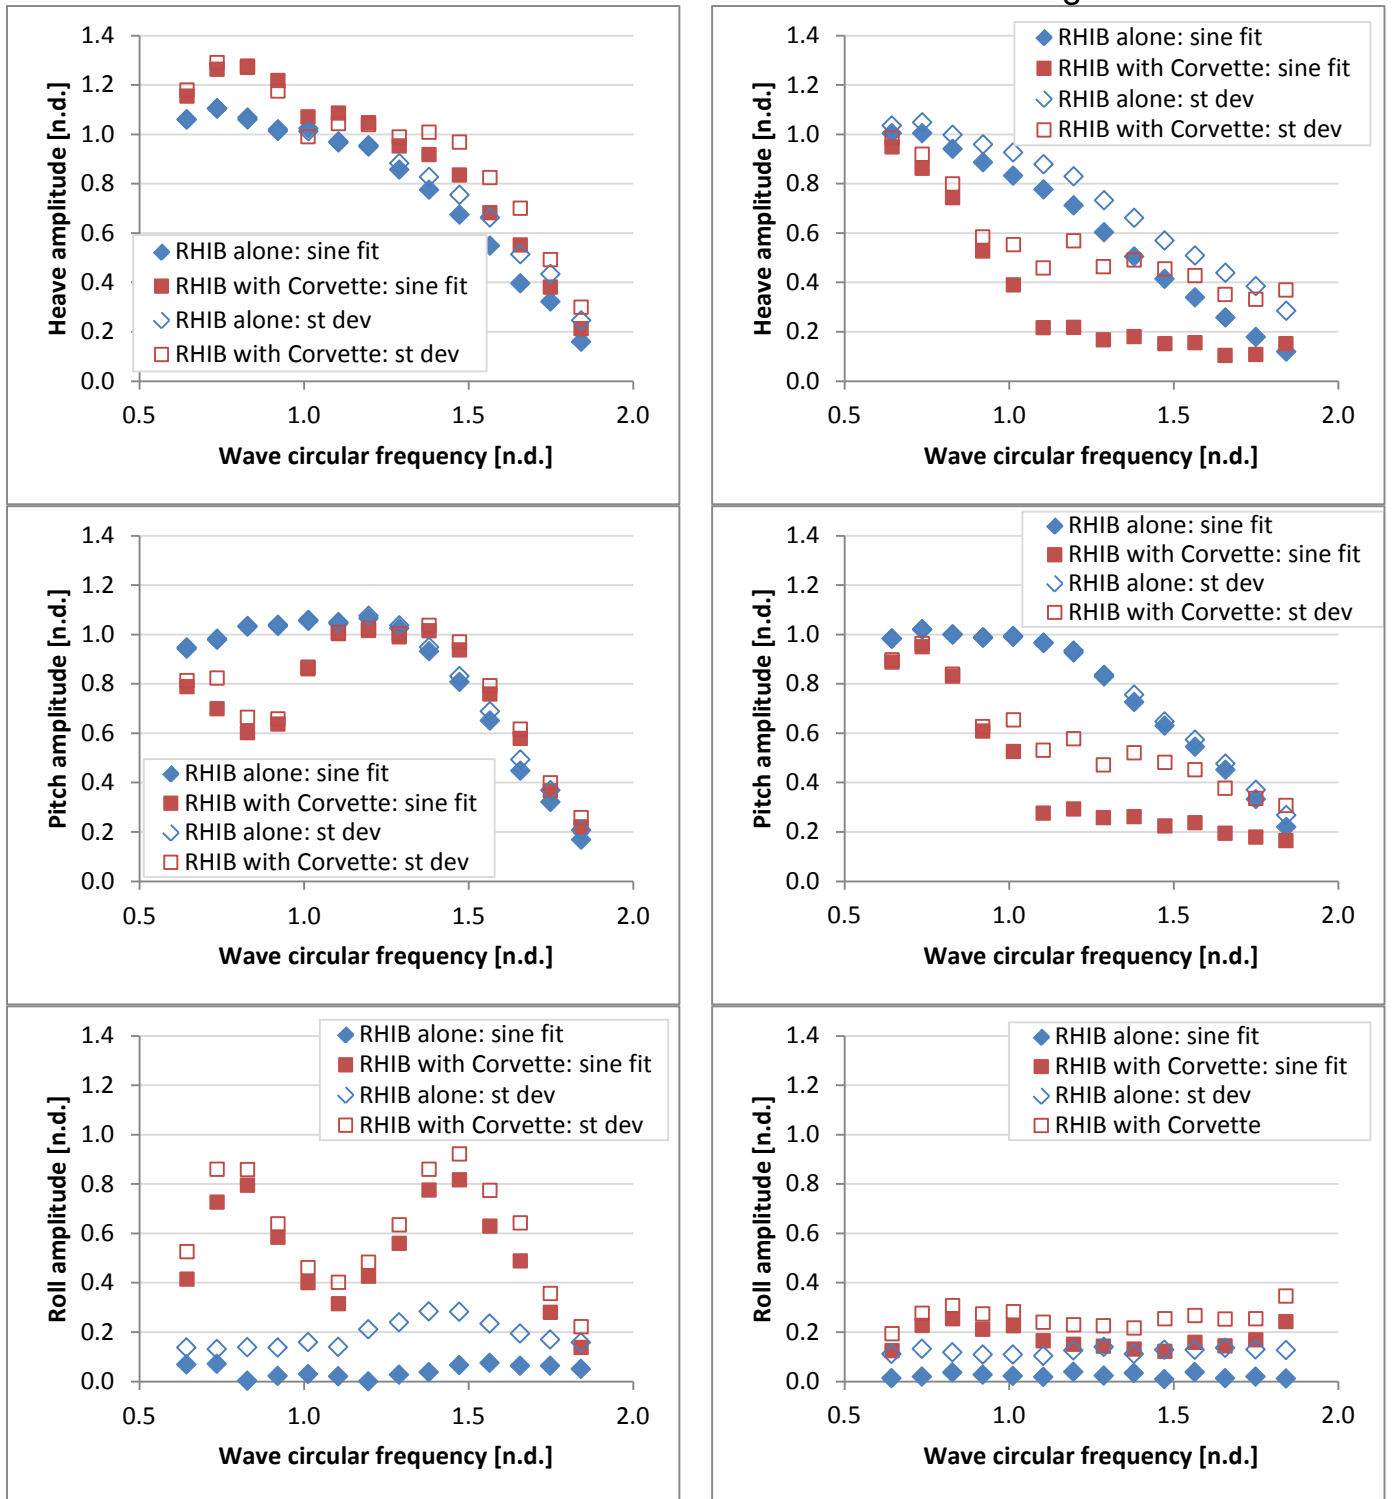 g
1.4
1.2
1.0
0.8
0.6
0.4
0.2
0.0
0.5 1.0 1.5 2.0
Heave amplitude [n.d.]
Wave circular frequency [n.d.]
RHIB alone: sine fit
RHIB with Corvette: sine fit
RHIB alone: st dev
RHIB with Corvette: st dev
1.4
1.2
1.0
0.8
0.6
0.4
0.2
0.0
0.5 1.0 1.5 2.0
Heave amplitude [n.d.]
Wave circular frequency [n.d.]
RHIB alone: sine fit
RHIB with Corvette: sine fit
RHIB alone: st dev
RHIB with Corvette: st dev
1.4
1.2
1.0
0.8
0.6
0.4
0.2
0.0
0.5 1.0 1.5 2.0
Pitch amplitude [n.d.]
Wave circular frequency [n.d.]
RHIB alone: sine fit
RHIB with Corvette: sine fit
RHIB alone: st dev
RHIB with Corvette: st dev
1.4
1.2
1.0
0.8
0.6
0.4
0.2
0.0
0.5 1.0 1.5 2.0
Pitch amplitude [n.d.]
Wave circular frequency [n.d.]
RHIB alone: sine fit
RHIB with Corvette: sine fit
RHIB alone: st dev
RHIB with Corvette: st dev
1.4
1.2
1.0
0.8
0.6
0.4
0.2
0.0
0.5 1.0 1.5 2.0
Roll amplitude [n.d.]
Wave circular frequency [n.d.]
RHIB alone: sine fit
RHIB with Corvette: sine fit
RHIB alone: st dev
RHIB with Corvette: st dev
1.4
1.2
1.0
0.8
0.6
0.4
0.2
0.0
0.5 1.0 1.5 2.0
Roll amplitude [n.d.]
Wave circular frequency [n.d.]
RHIB alone: sine fit
RHIB with Corvette: sine fit
RHIB alone: st dev
RHIB with Corvette